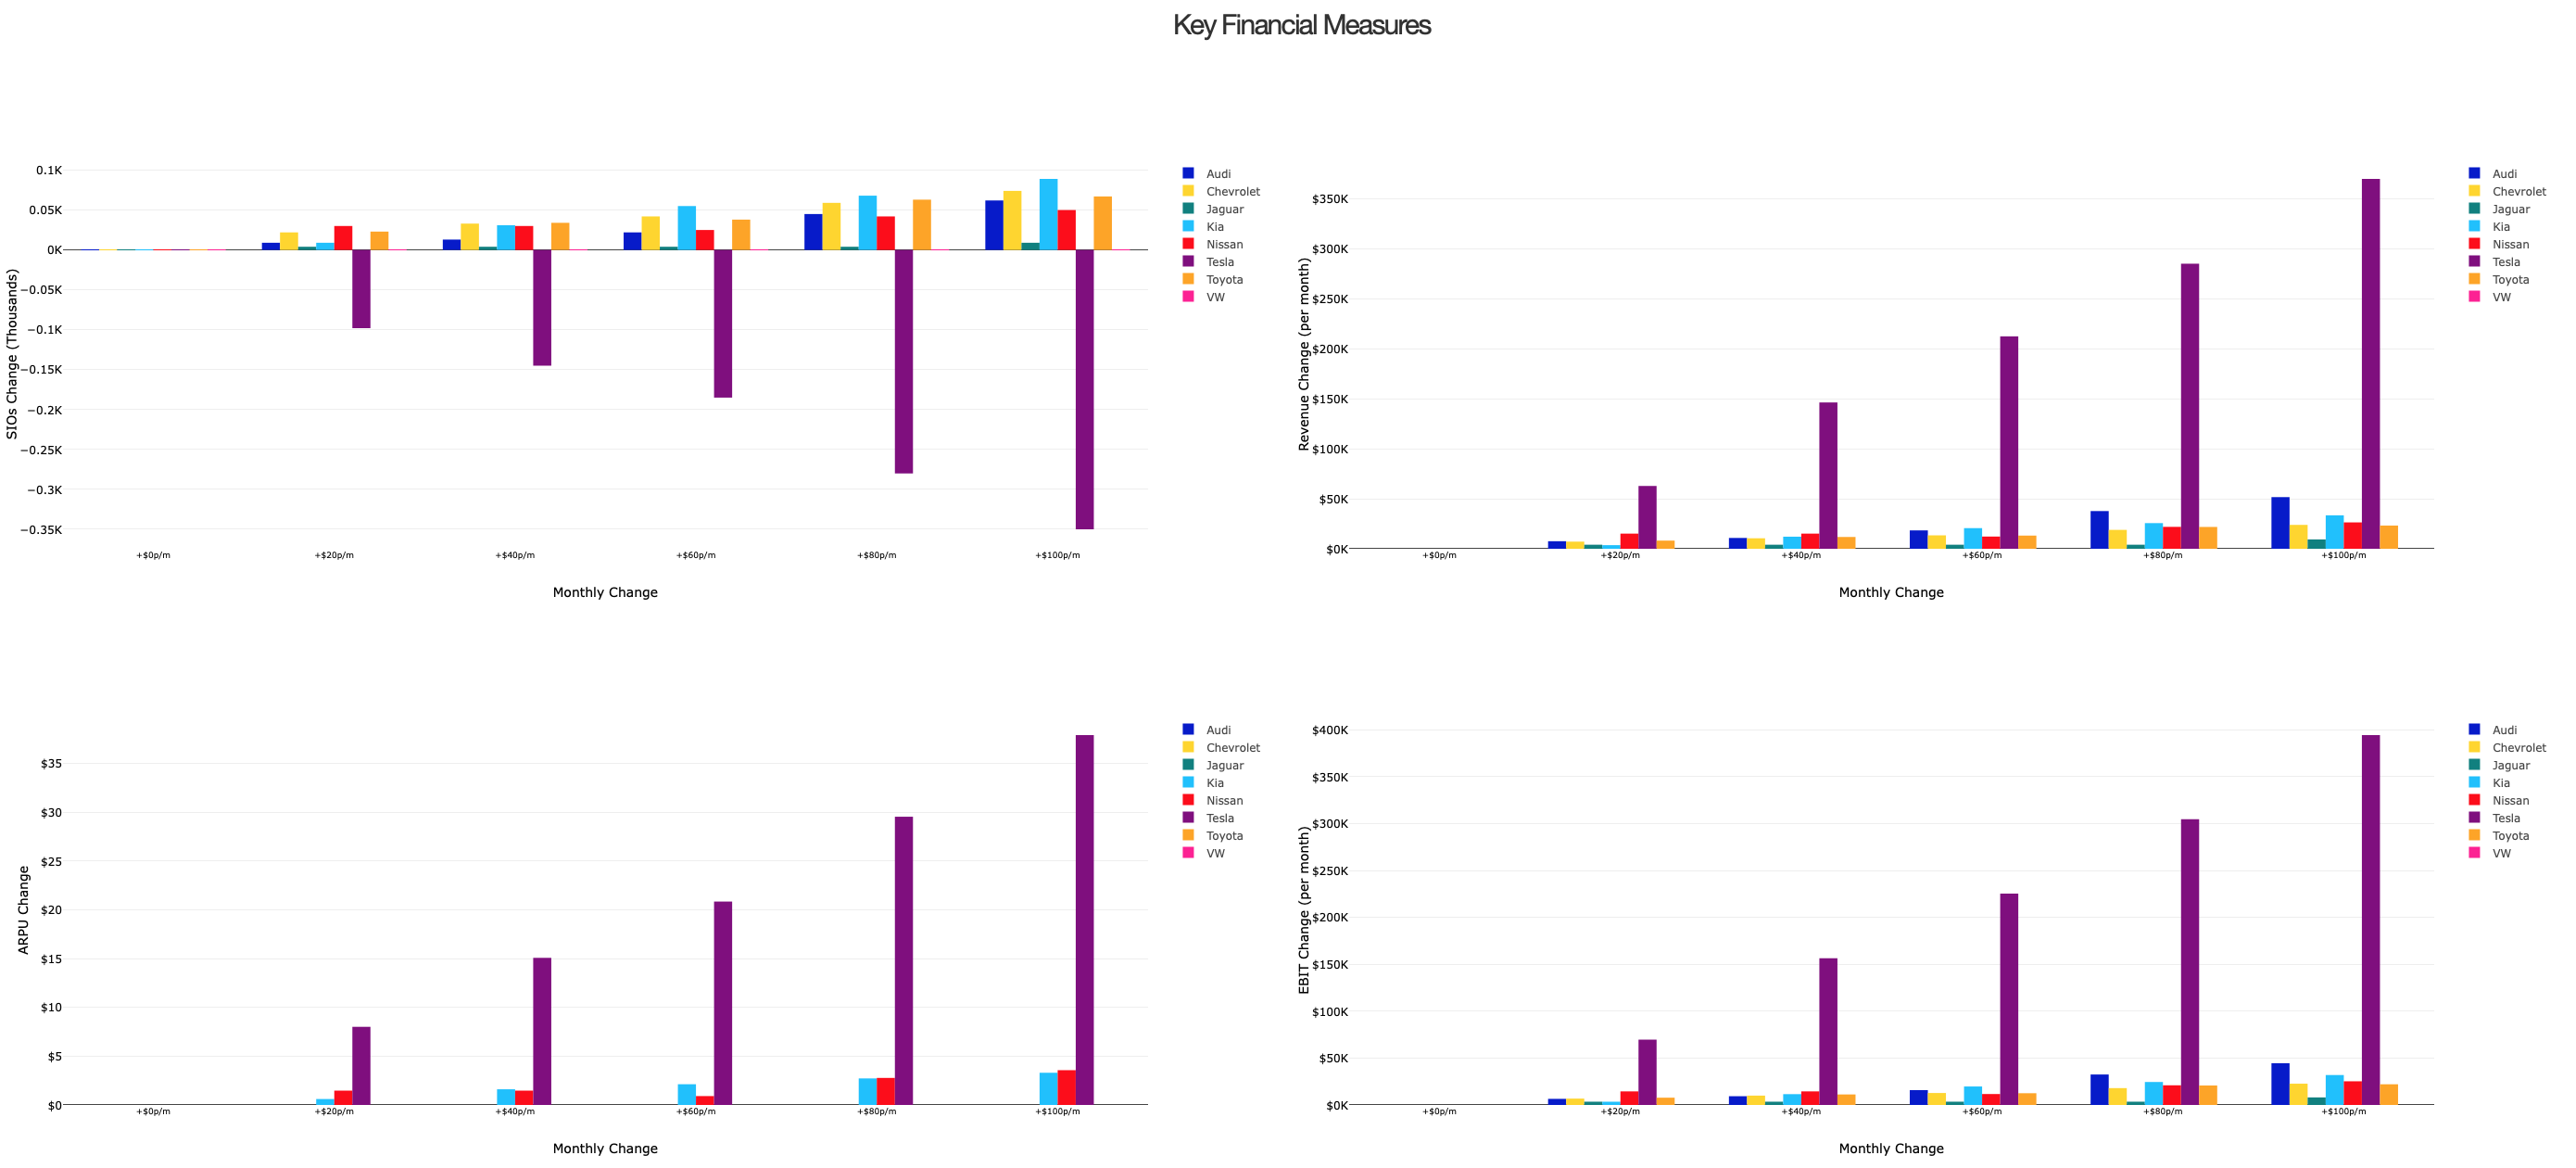 Key Financial Measures
SIOs Change (Thousands)
0.1K
0.05K
0K
−0.05K
−0.1K
−0.15K
−0.2K
−0.25K
−0.3K
−0.35K
+$0p/m
+$20p/m
+$40p/m
+$60p/m
+$80p/m
+$100p/m
Monthly Change
Audi
Chevrolet
Jaguar
Kia
Nissan
Tesla
Toyota
VW
Revenue Change (per month)
$350K
$300K
$250K
$200K
$150K
$100K
$50K
$0K
+$0p/m
+$20p/m
+$40p/m
+$60p/m
+$80p/m
+$100p/m
Monthly Change
Audi
Chevrolet
Jaguar
Kia
Nissan
Tesla
Toyota
VW
ARPU Change
$35
$30
$25
$20
$15
$10
$5
$0
+$0p/m
+$20p/m
+$40p/m
+$60p/m
+$80p/m
+$100p/m
Monthly Change
Audi
Chevrolet
Jaguar
Kia
Nissan
Tesla
Toyota
VW
EBIT Change (per month)
$400K
$350K
$300K
$250K
$200K
$150K
$100K
$50K
$0K
+$0p/m
+$20p/m
+$40p/m
+$60p/m
+$80p/m
+$100p/m
Monthly Change
Audi
Chevrolet
Jaguar
Kia
Nissan
Tesla
Toyota
VW